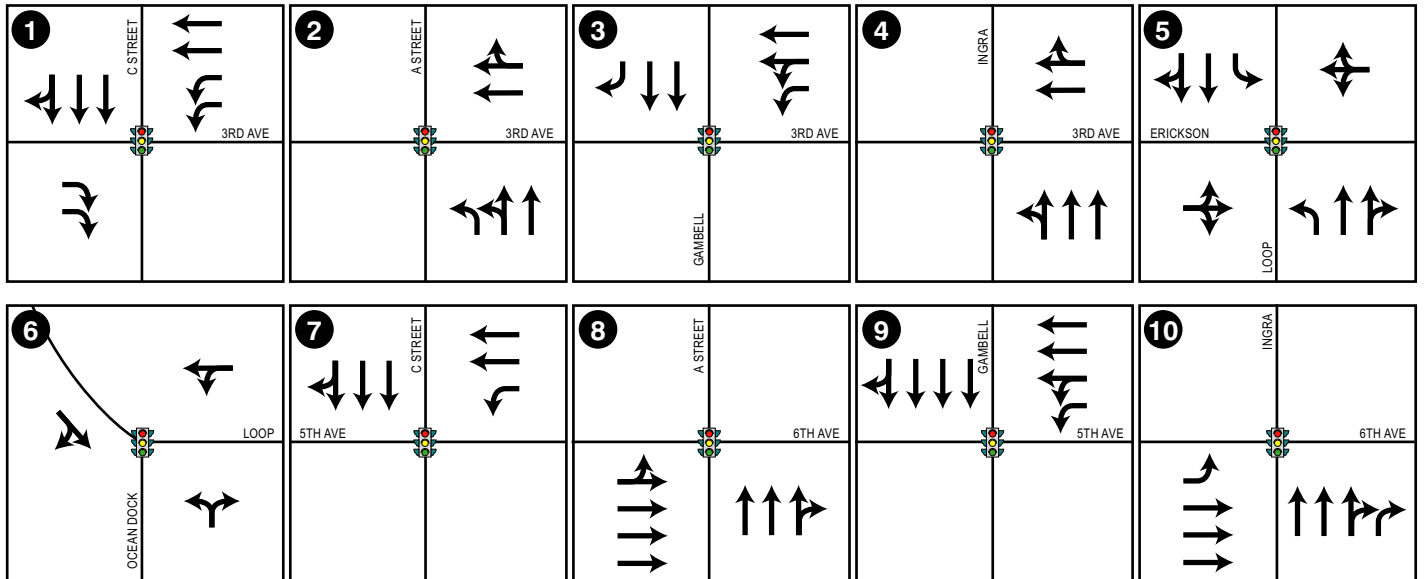 1
C STREET
3RD AVE
2
A STREET
3RD AVE
3
3RD AVE
GAMBELL
4
INGRA
3RD AVE
5
ERICKSON
LOOP
6
LOOP
OCEAN DOCK
7
C STREET
5TH AVE
8
A STREET
6TH AVE
9
GAMBELL
5TH AVE
10
INGRA
6TH AVE